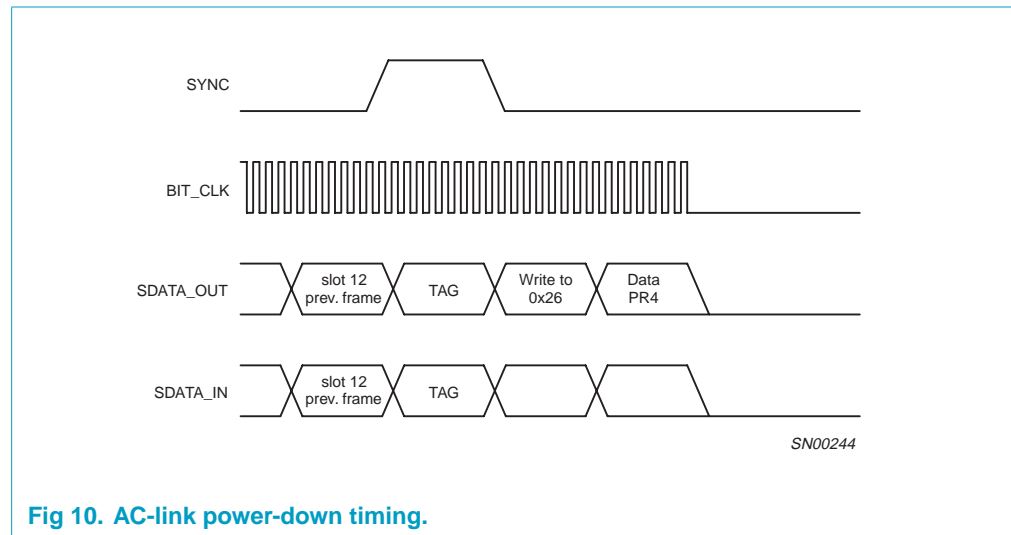 SYNC
BIT_CLK
SDATA_OUT
slot 12
prev. frame
TAG
Write to
0x26
Data
PR4
SDATA_IN
slot 12
prev. frame
TAG
SN00244
Fig 10. AC-link power-down timing.